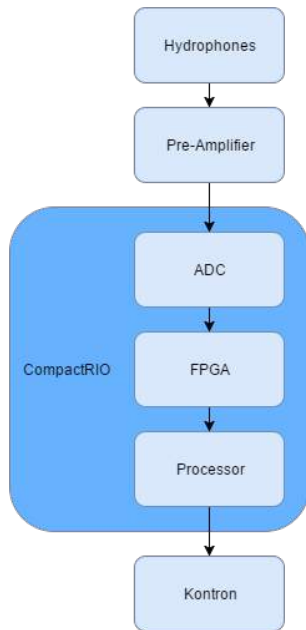 Hydrophones
Pre-Amplifier
ADC
CompactRIO
FPGA
Processor
Kontron